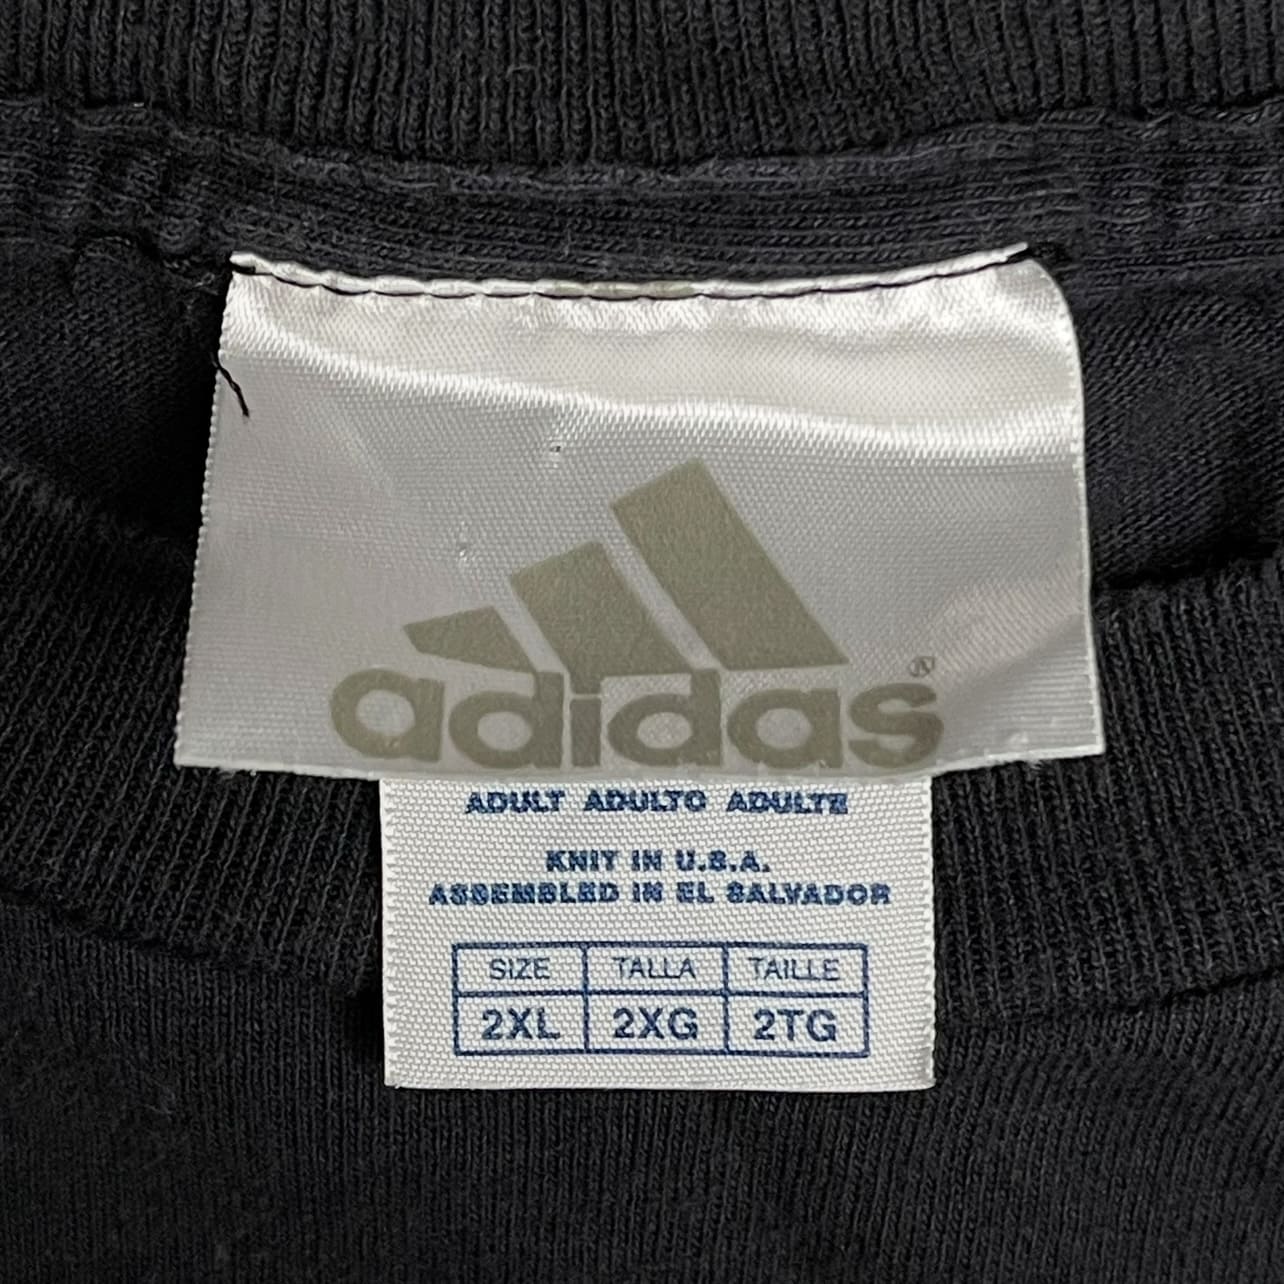 adidas®
ADULT ADULTO ADULTE
KNIT IN U.S.A.
ASSEMBLED IN EL SALVADOR
SIZE TALLA TAILLE
2XL 2XG 2TG